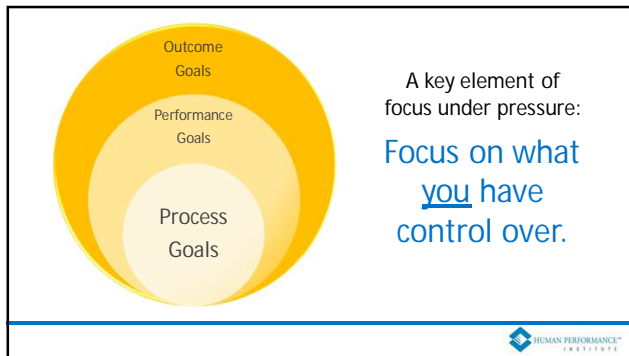 Outcome
Goals
Performance
Goals
Process
Goals
A key element of
focus under pressure:
Focus on what
you have
control over.
HUMAN PERFORMANCE™
INSTITUTE